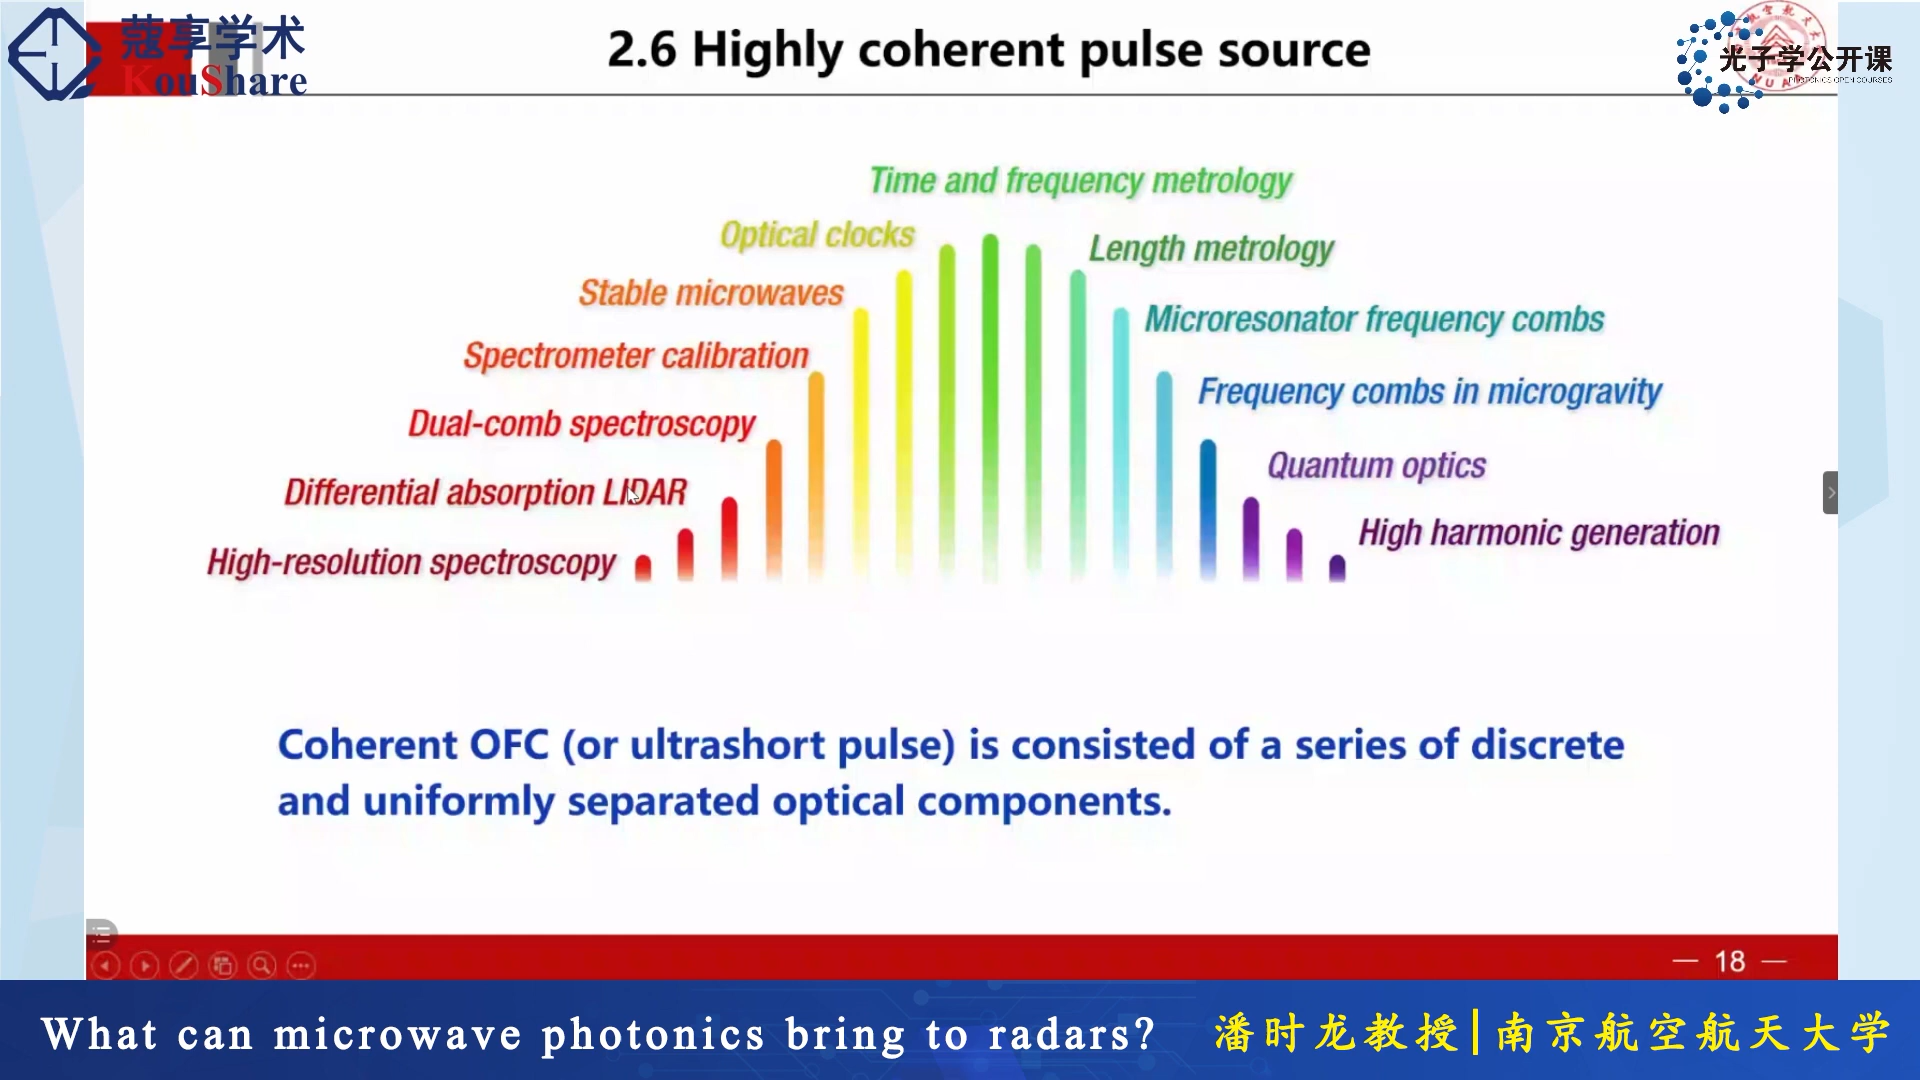 蔻享学术
KouShare
2.6 Highly coherent pulse source
光子学公开课
PHOTONICS OPEN COURSES
Time and frequency metrology
Optical clocks
Length metrology
Stable microwaves
Microresonator frequency combs
Spectrometer calibration
Frequency combs in microgravity
Dual-comb spectroscopy
Quantum optics
Differential absorption LIDAR
High harmonic generation
High-resolution spectroscopy
Coherent OFC (or ultrashort pulse) is consisted of a series of discrete
and uniformly separated optical components.
— 18 —
What can microwave photonics bring to radars?
潘时龙教授|南京航空航天大学